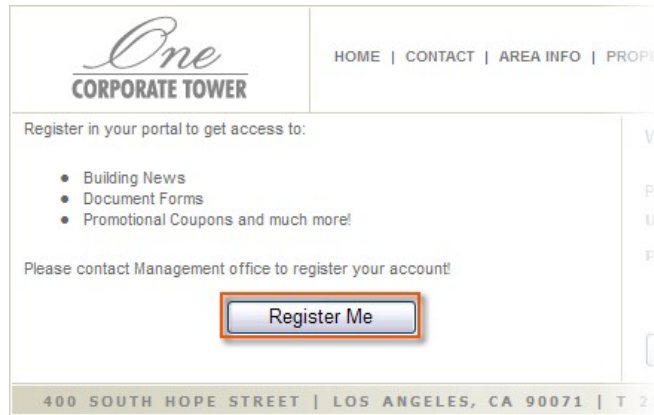 One
CORPORATE TOWER
HOME | CONTACT | AREA INFO |
Register in your portal to get access to:
• Building News
• Document Forms
• Promotional Coupons and much more!
Please contact Management office to register your account!
Register Me
400 SOUTH HOPE STREET | LOS ANGELES, CA 90071 | T